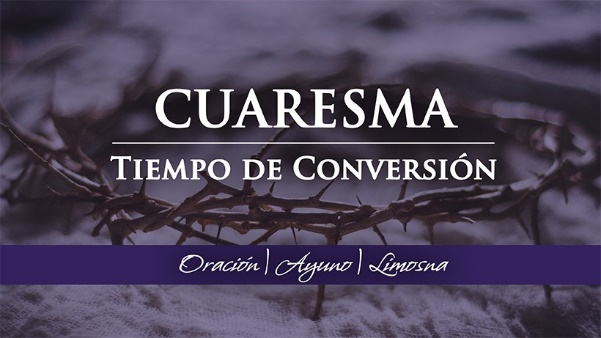 CUARESMA
TIEMPO DE CONVERSIÓN
Oración | Ayuno | Limosna